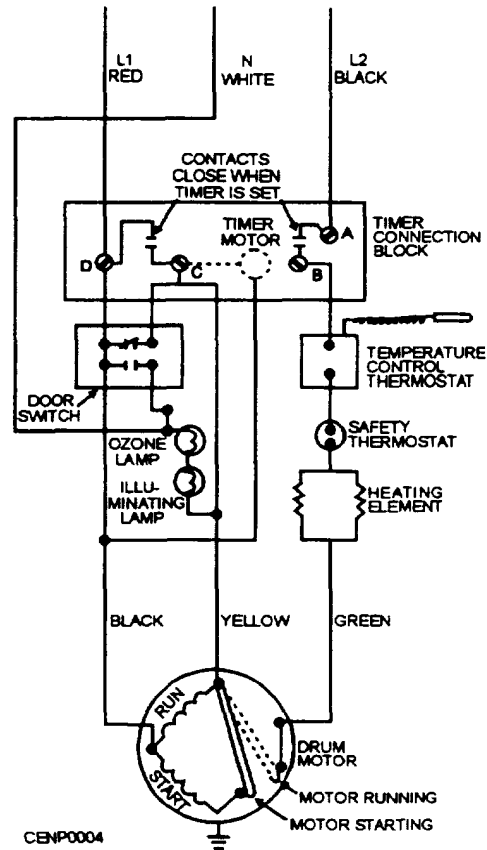 L1
RED
N
WHITE
L2
BLACK
CONTACTS
CLOSE WHEN
TIMER IS SET
TIMER
MOTOR
A
TIMER
CONNECTION
BLOCK
D
C
B
DOOR
SWITCH
TEMPERATURE
CONTROL
THERMOSTAT
OZONE
LAMP
SAFETY
THERMOSTAT
ILLU-
MINATING
LAMP
HEATING
ELEMENT
BLACK
YELLOW
GREEN
RUN
START
DRUM
MOTOR
MOTOR RUNNING
MOTOR STARTING
CENP0004